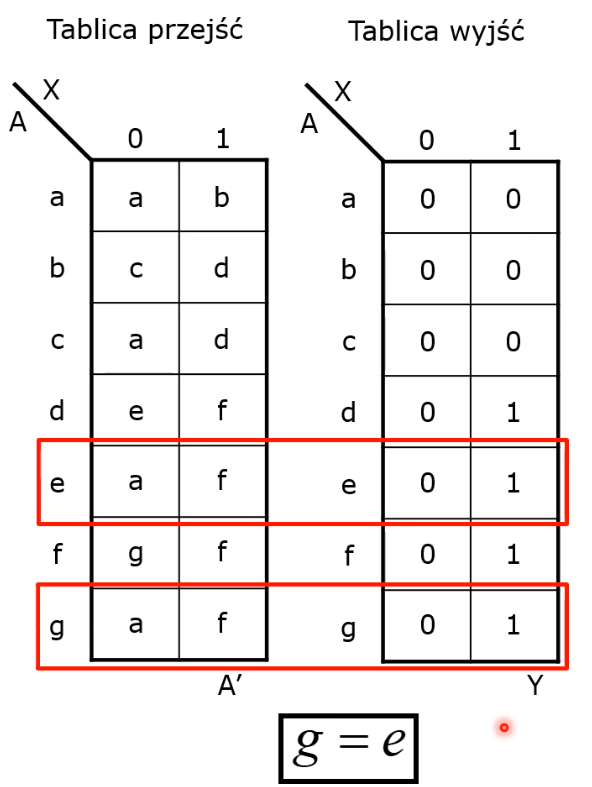 Tablica przejść Tablica wyjść
X X
A A
0 1 0 1
a a b a 0 0
b c d b 0 0
c a d c 0 0
d e f d 0 1
e a f e 0 1
f g f f 0 1
g a f g 0 1
A’ Y
g = e